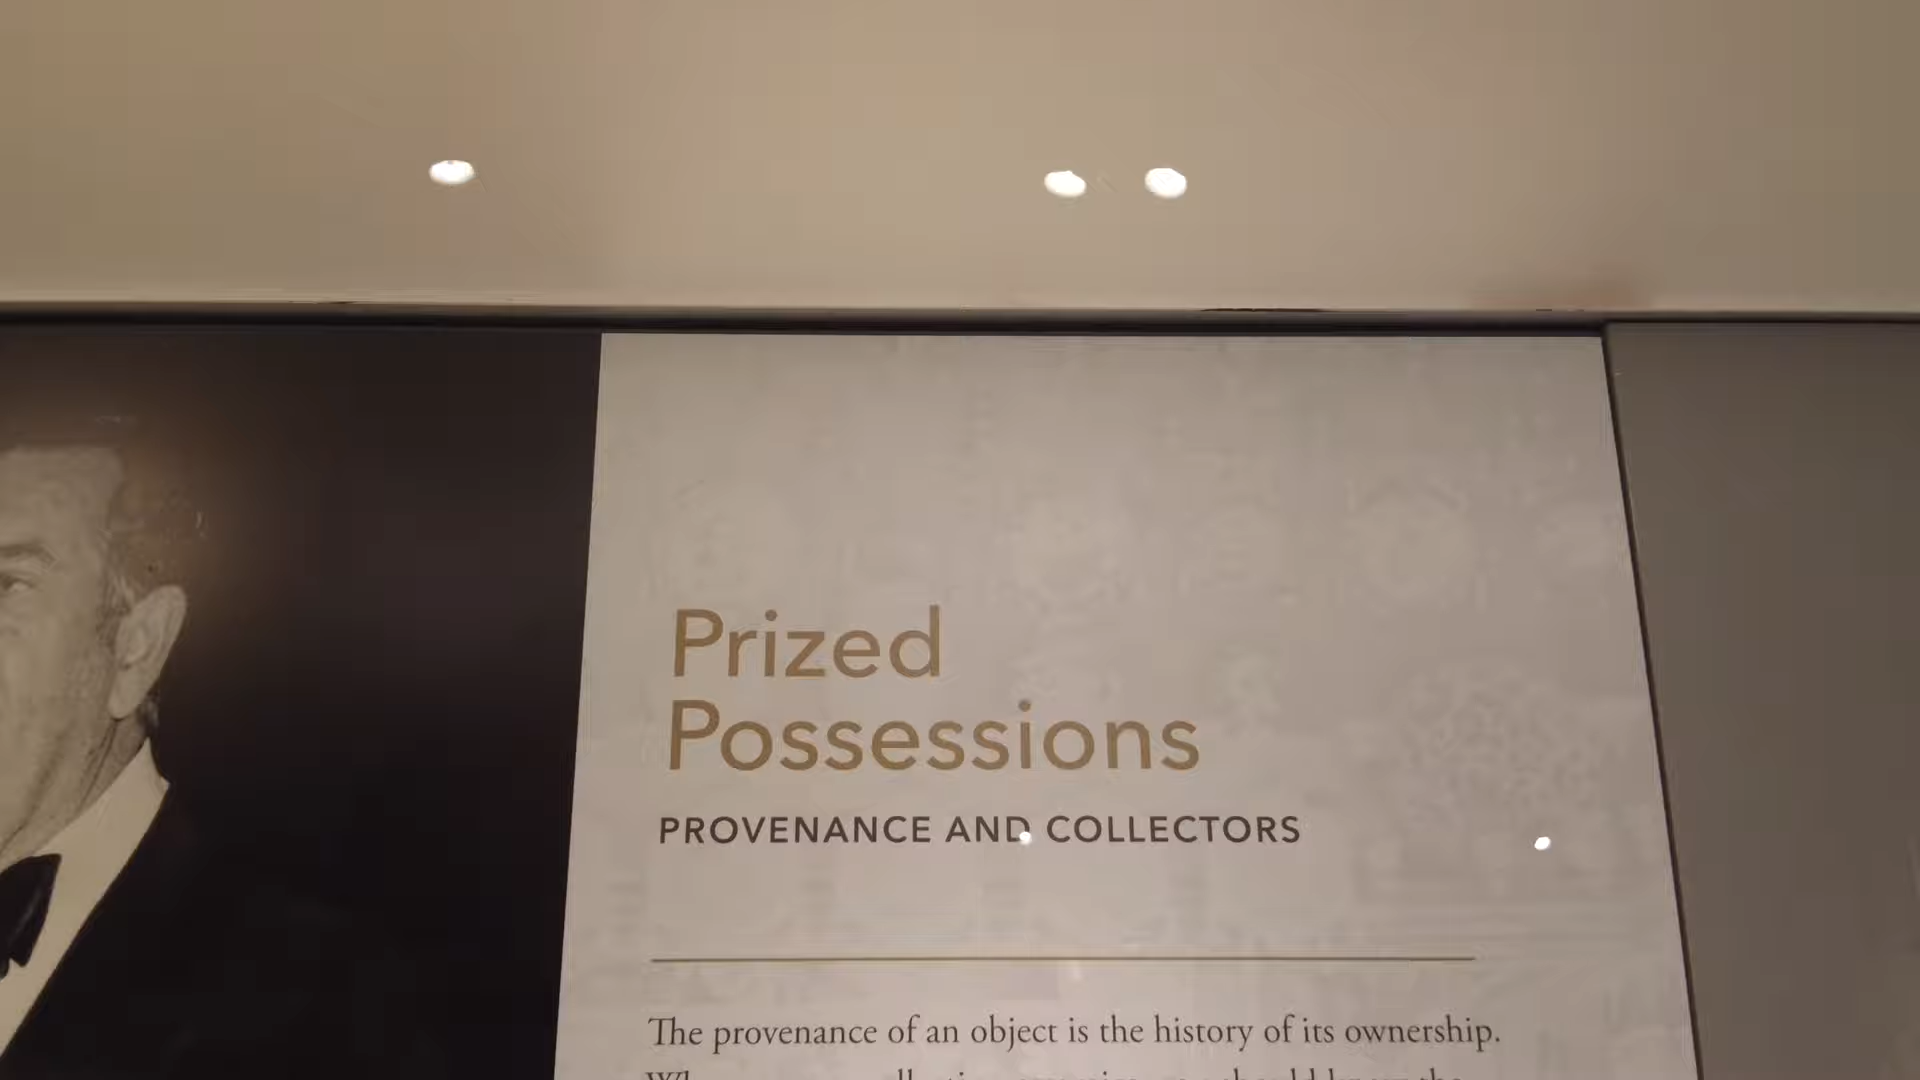 Prized
Possessions
PROVENANCE AND COLLECTORS
The provenance of an object is the history of its ownership.